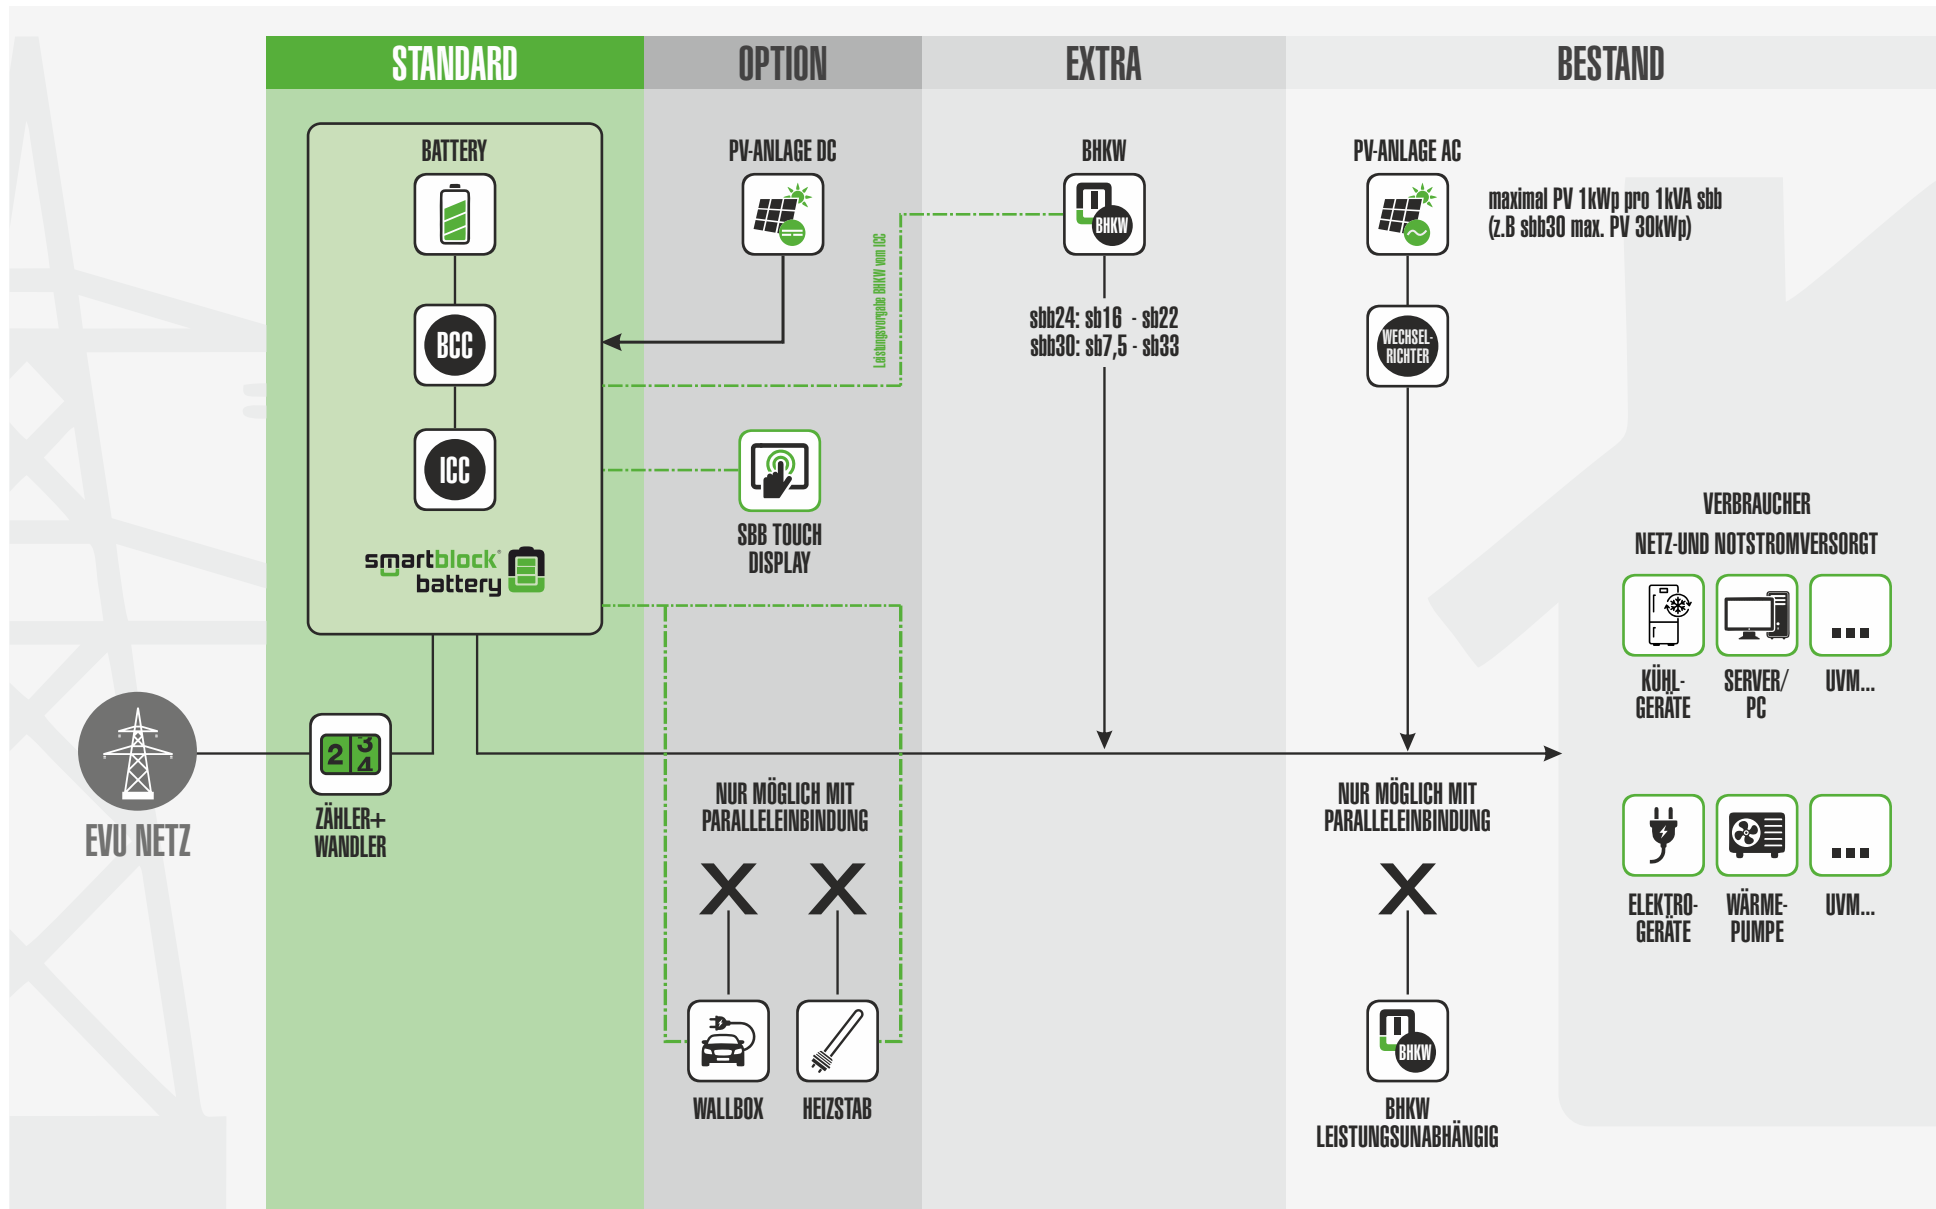 STANDARD
OPTION
EXTRA
BESTAND
BATTERY
BCC
ICC
smartblock®
battery
EVU NETZ
2 3
4
ZÄHLER+
WANDLER
PV-ANLAGE DC
Leistungsvorgabe BHKW vom ICC
SBB TOUCH
DISPLAY
NUR MÖGLICH MIT
PARALLELEINBINDUNG
X X
WALLBOX
HEIZSTAB
BHKW
BHKW
sbb24: sb16 - sb22
sbb30: sb7,5 - sb33
PV-ANLAGE AC
maximal PV 1kWp pro 1kVA sbb
(z.B sbb30 max. PV 30kWp)
WECHSEL-
RICHTER
NUR MÖGLICH MIT
PARALLELEINBINDUNG
X
BHKW
BHKW
LEISTUNGSUNABHÄNGIG
VERBRAUCHER
NETZ-UND NOTSTROMVERSORGT
...
KÜHL-
GERÄTE
SERVER/
PC
UVM...
...
ELEKTRO-
GERÄTE
WÄRME-
PUMPE
UVM...